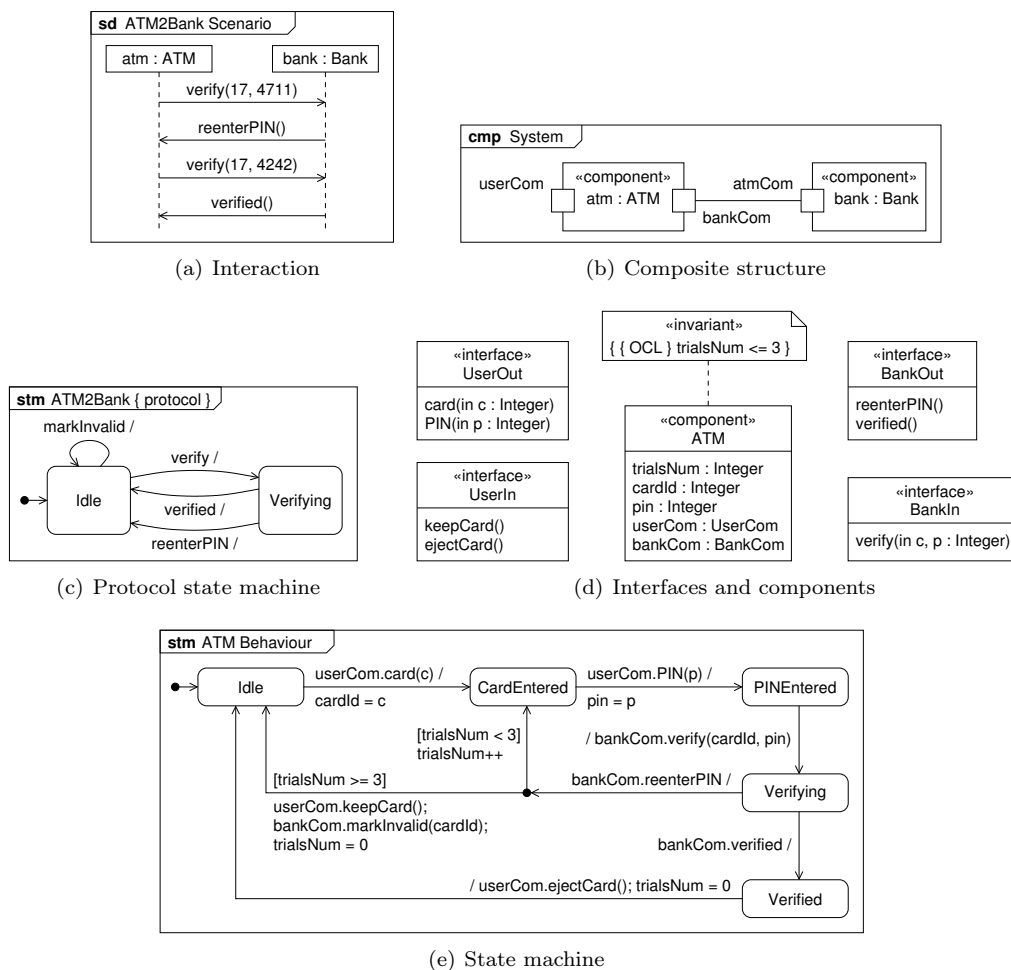 sd ATM2Bank Scenario
atm : ATM
bank : Bank
verify(17, 4711)
reenterPIN()
verify(17, 4242)
verified()
(a) Interaction
cmp System
userCom
«component»
atm : ATM
bankCom
atmCom
«component»
bank : Bank
(b) Composite structure
stm ATM2Bank { protocol }
markInvalid /
Idle
verify /
verified /
reenterPIN /
Verifying
(c) Protocol state machine
«interface»
UserOut
card(in c : Integer)
PIN(in p : Integer)
«interface»
UserIn
keepCard()
ejectCard()
«invariant»
{ { OCL } trialsNum <= 3 }
«component»
ATM
trialsNum : Integer
cardId : Integer
pin : Integer
userCom : UserCom
bankCom : BankCom
«interface»
BankOut
reenterPIN()
verified()
«interface»
BankIn
verify(in c, p : Integer)
(d) Interfaces and components
stm ATM Behaviour
Idle
userCom.card(c) /
cardId = c
CardEntered
userCom.PIN(p) /
pin = p
PINEntered
/ bankCom.verify(cardId, pin)
[trialsNum < 3]
trialsNum++
[trialsNum >= 3]
userCom.keepCard();
bankCom.markInvalid(cardId);
trialsNum = 0
bankCom.reenterPIN /
Verifying
bankCom.verified /
/ userCom.ejectCard(); trialsNum = 0
Verified
(e) State machine